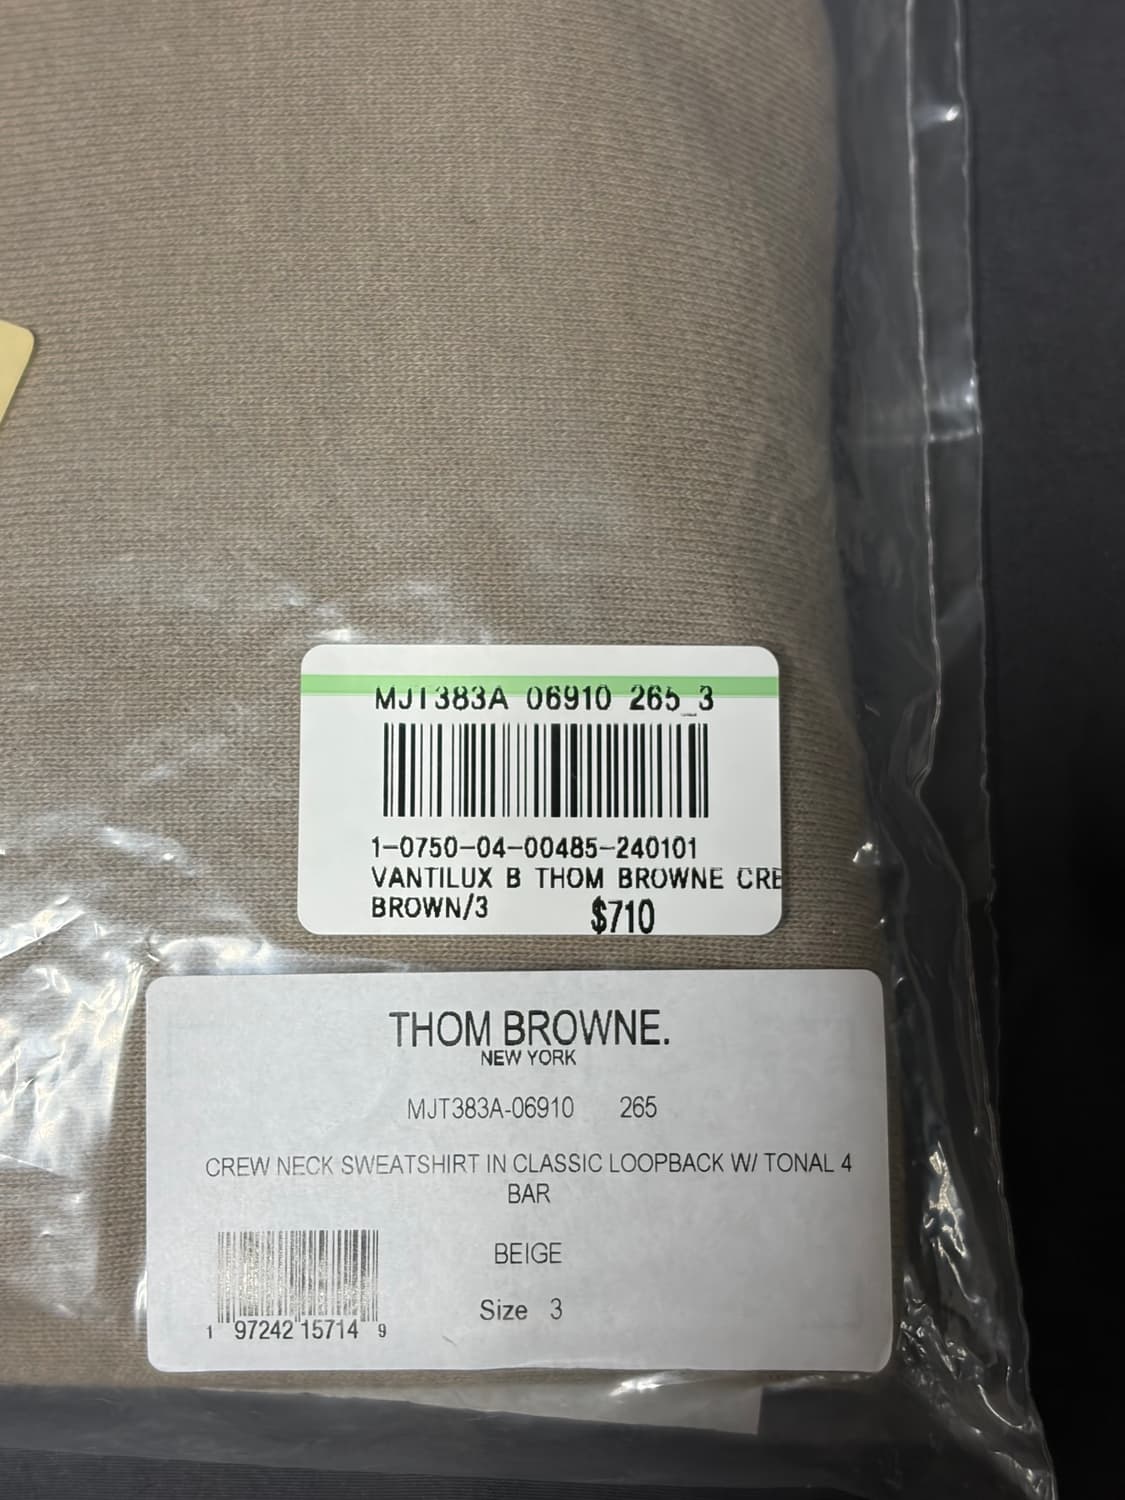 MJT383A 06910 265 3
1-0750-04-00485-240101
VANTILUX B THOM BROWNE CRE
BROWN/3 $710
THOM BROWNE.
NEW YORK
MJT383A-06910 265
CREW NECK SWEATSHIRT IN CLASSIC LOOPBACK W/ TONAL 4
BAR
BEIGE
Size 3
1 97242 15714 9